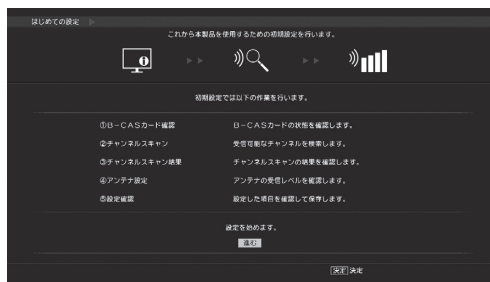 はじめての設定
これから本製品を使用するための初期設定を行います。
初期設定では以下の作業を行います。
①B-CASカード確認 B-CASカードの状態を確認します。
②チャンネルスキャン 受信可能なチャンネルを検索します。
③チャンネルスキャン結果 チャンネルスキャンの結果を確認します。
④アンテナ設定 アンテナの受信レベルを確認します。
⑤設定確認 設定した項目を確認して保存します。
設定を始めます。
進む
決定 決定